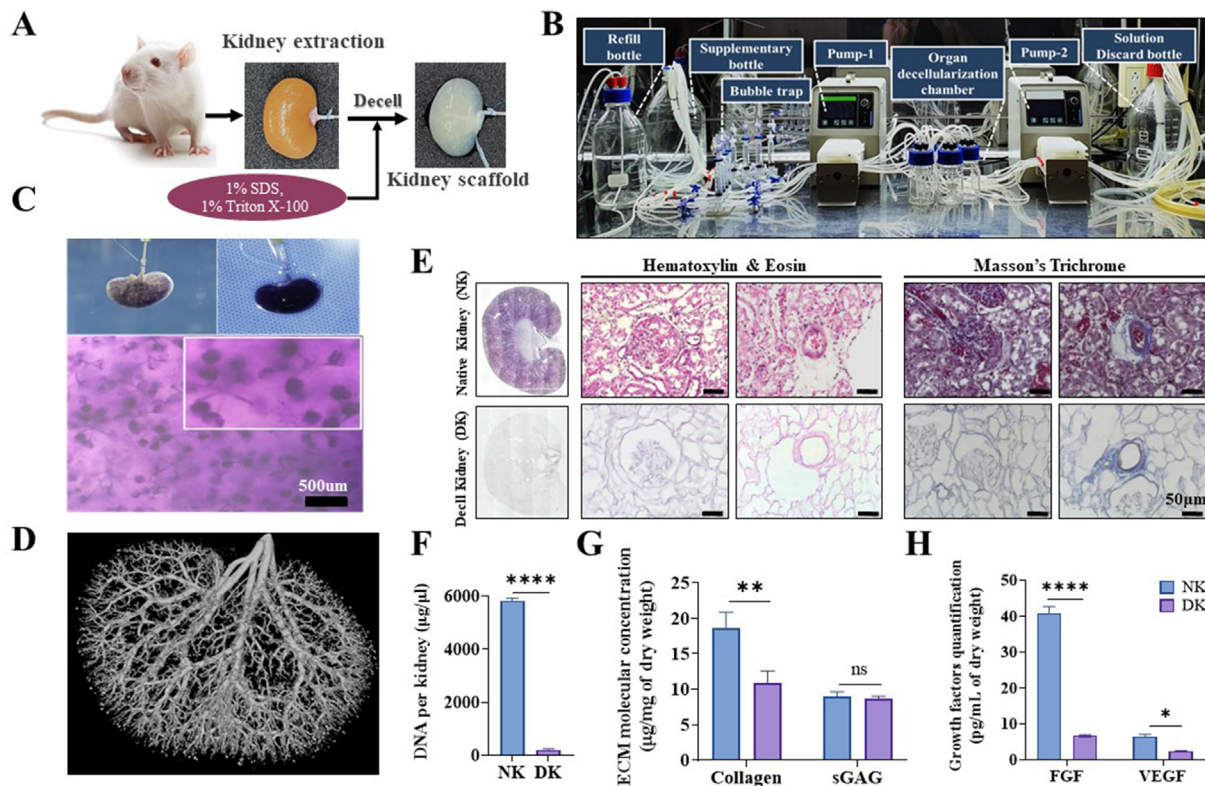 A
Kidney extraction
Decell
Kidney scaffold
1% SDS,
1% Triton X-100
B
Refill
bottle
Supplementary
bottle
Bubble trap
Pump-1
Organ
decellularization
chamber
Pump-2
Solution
Discard bottle
C
500um
D
E
Hematoxylin & Eosin
Masson's Trichrome
Native Kidney (NK)
Decell Kidney (DK)
50µm
F
DNA per kidney (µg/µl)
6000
4000
2000
0
****
NK DK
G
ECM molecular concentration
(µg/mg of dry weight)
25
20
15
10
5
0
**
ns
Collagen sGAG
H
Growth factors quantification
(pg/mL of dry weight)
50
40
30
20
10
0
****
*
FGF VEGF
NK
DK